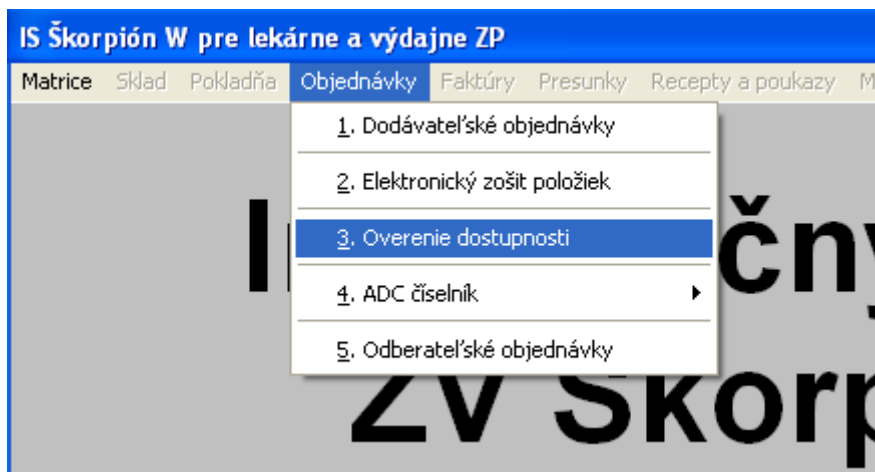 IS Škorpión W pre lekárne a výdajne ZP
Matrice Sklad Pokladňa Objednávky Faktúry Presunky Recepty a poukazy
1. Dodávateľské objednávky
2. Elektronický zošit položiek
3. Overenie dostupnosti
4. ADC číselník
5. Odberateľské objednávky